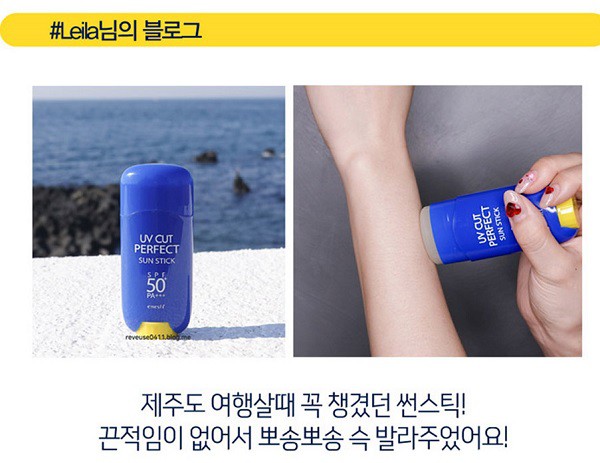 #Leila님의 블로그
UV CUT
PERFECT
SUN STICK
SPF
50+
PA+++
reveuse0611.blog.me
UV CUT
PERFECT
SUN STICK
제주도 여행살때 꼭 챙겼던 썬스틱!
끈적임이 없어서 뽀송뽀송 슥 발라주었어요!